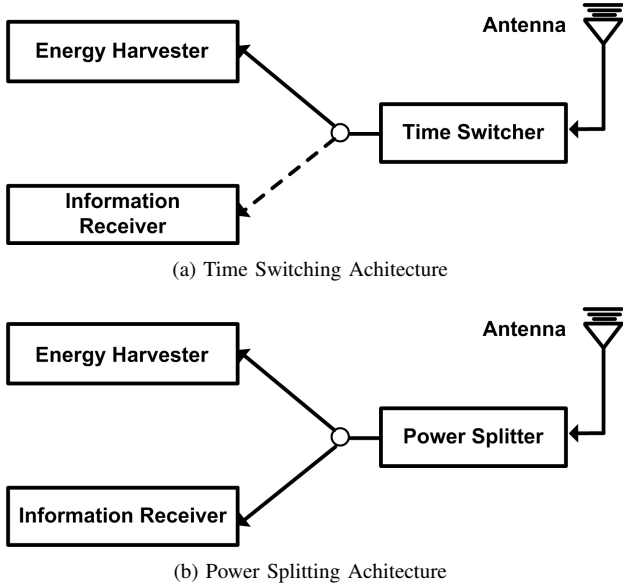 Antenna
Energy Harvester
Time Switcher
Information
Receiver
(a) Time Switching Achitecture
Antenna
Energy Harvester
Power Splitter
Information Receiver
(b) Power Splitting Achitecture